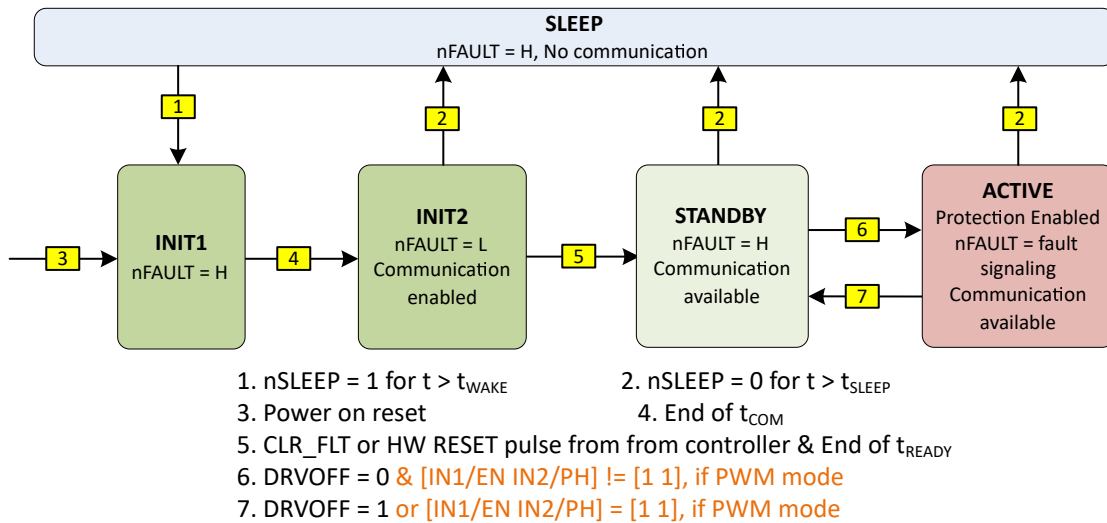 SLEEP
nFAULT = H, No communication
1
2
2
2
INIT1
nFAULT = H
INIT2
nFAULT = L
Communication
enabled
STANDBY
nFAULT = H
Communication
available
ACTIVE
Protection Enabled
nFAULT = fault
signaling
Communication
available
3
4
5
6
7
1. nSLEEP = 1 for t > tWAKE
2. nSLEEP = 0 for t > tSLEEP
3. Power on reset
4. End of tCOM
5. CLR_FLT or HW RESET pulse from from controller & End of tREADY
6. DRVOFF = 0 & [IN1/EN IN2/PH] != [1 1], if PWM mode
7. DRVOFF = 1 or [IN1/EN IN2/PH] = [1 1], if PWM mode